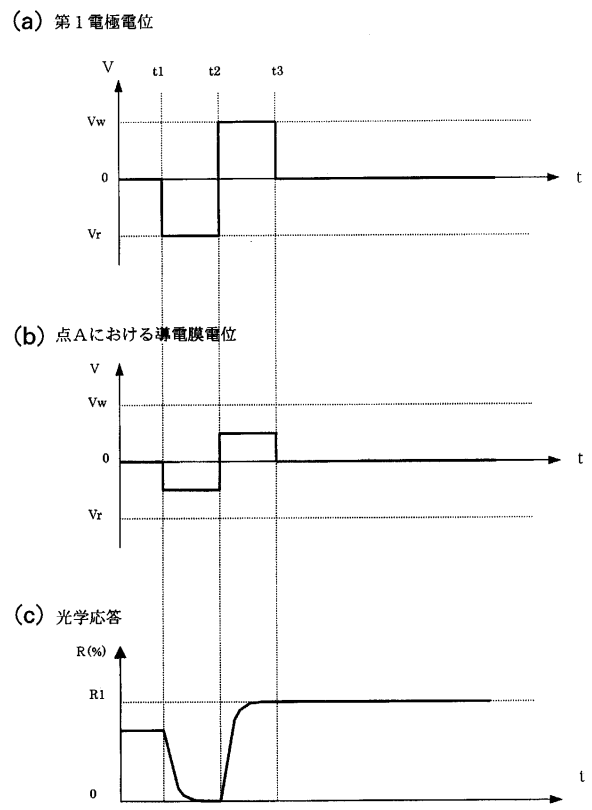 (a) 第１電極電位
V
t1 t2 t3
Vw
0
t
Vr
(b) 点Aにおける導電膜電位
V
Vw
0
t
Vr
(c) 光学応答
R(%)
R1
0
t